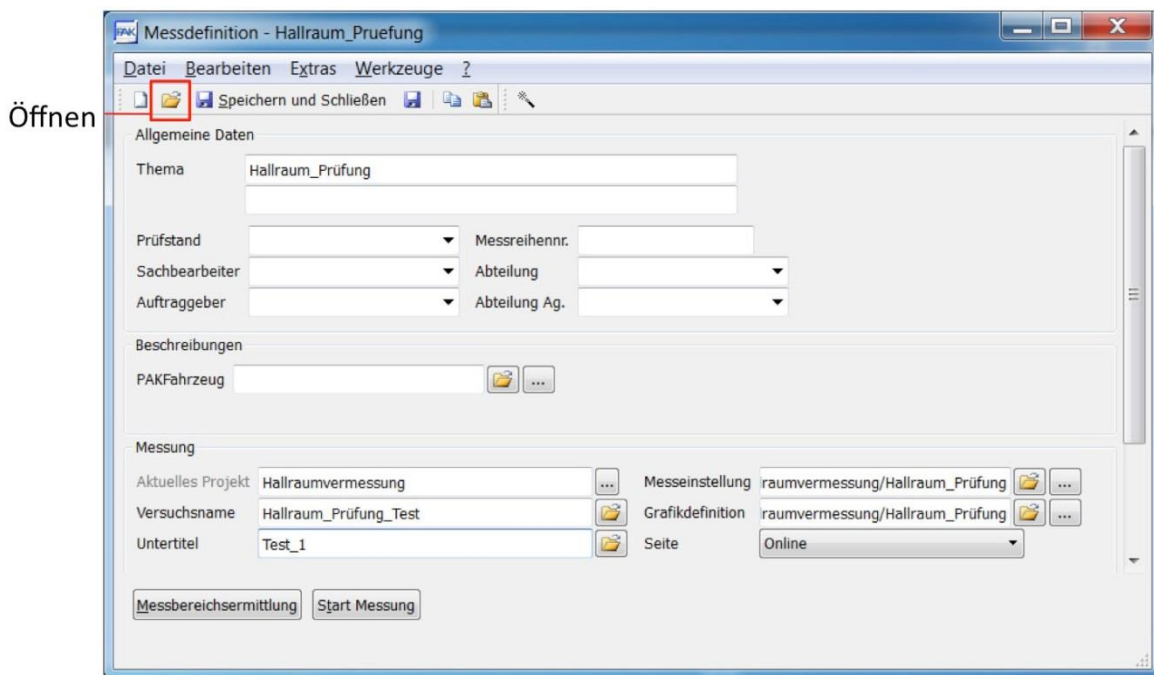 PAK Messdefinition - Hallraum_Pruefung
Datei Bearbeiten Extras Werkzeuge ?
Öffnen
Speichern und Schließen
Allgemeine Daten
Thema Hallraum_Prüfung
Prüfstand Messreihennr.
Sachbearbeiter Abteilung
Auftraggeber Abteilung Ag.
Beschreibungen
PAKFahrzeug ...
Messung
Aktuelles Projekt Hallraumvermessung ... Messeinstellung raumvermessung/Hallraum_Prüfung ...
Versuchsname Hallraum_Prüfung_Test Grafikdefinition raumvermessung/Hallraum_Prüfung ...
Untertitel Test_1 Seite Online
Messbereichsermittlung Start Messung